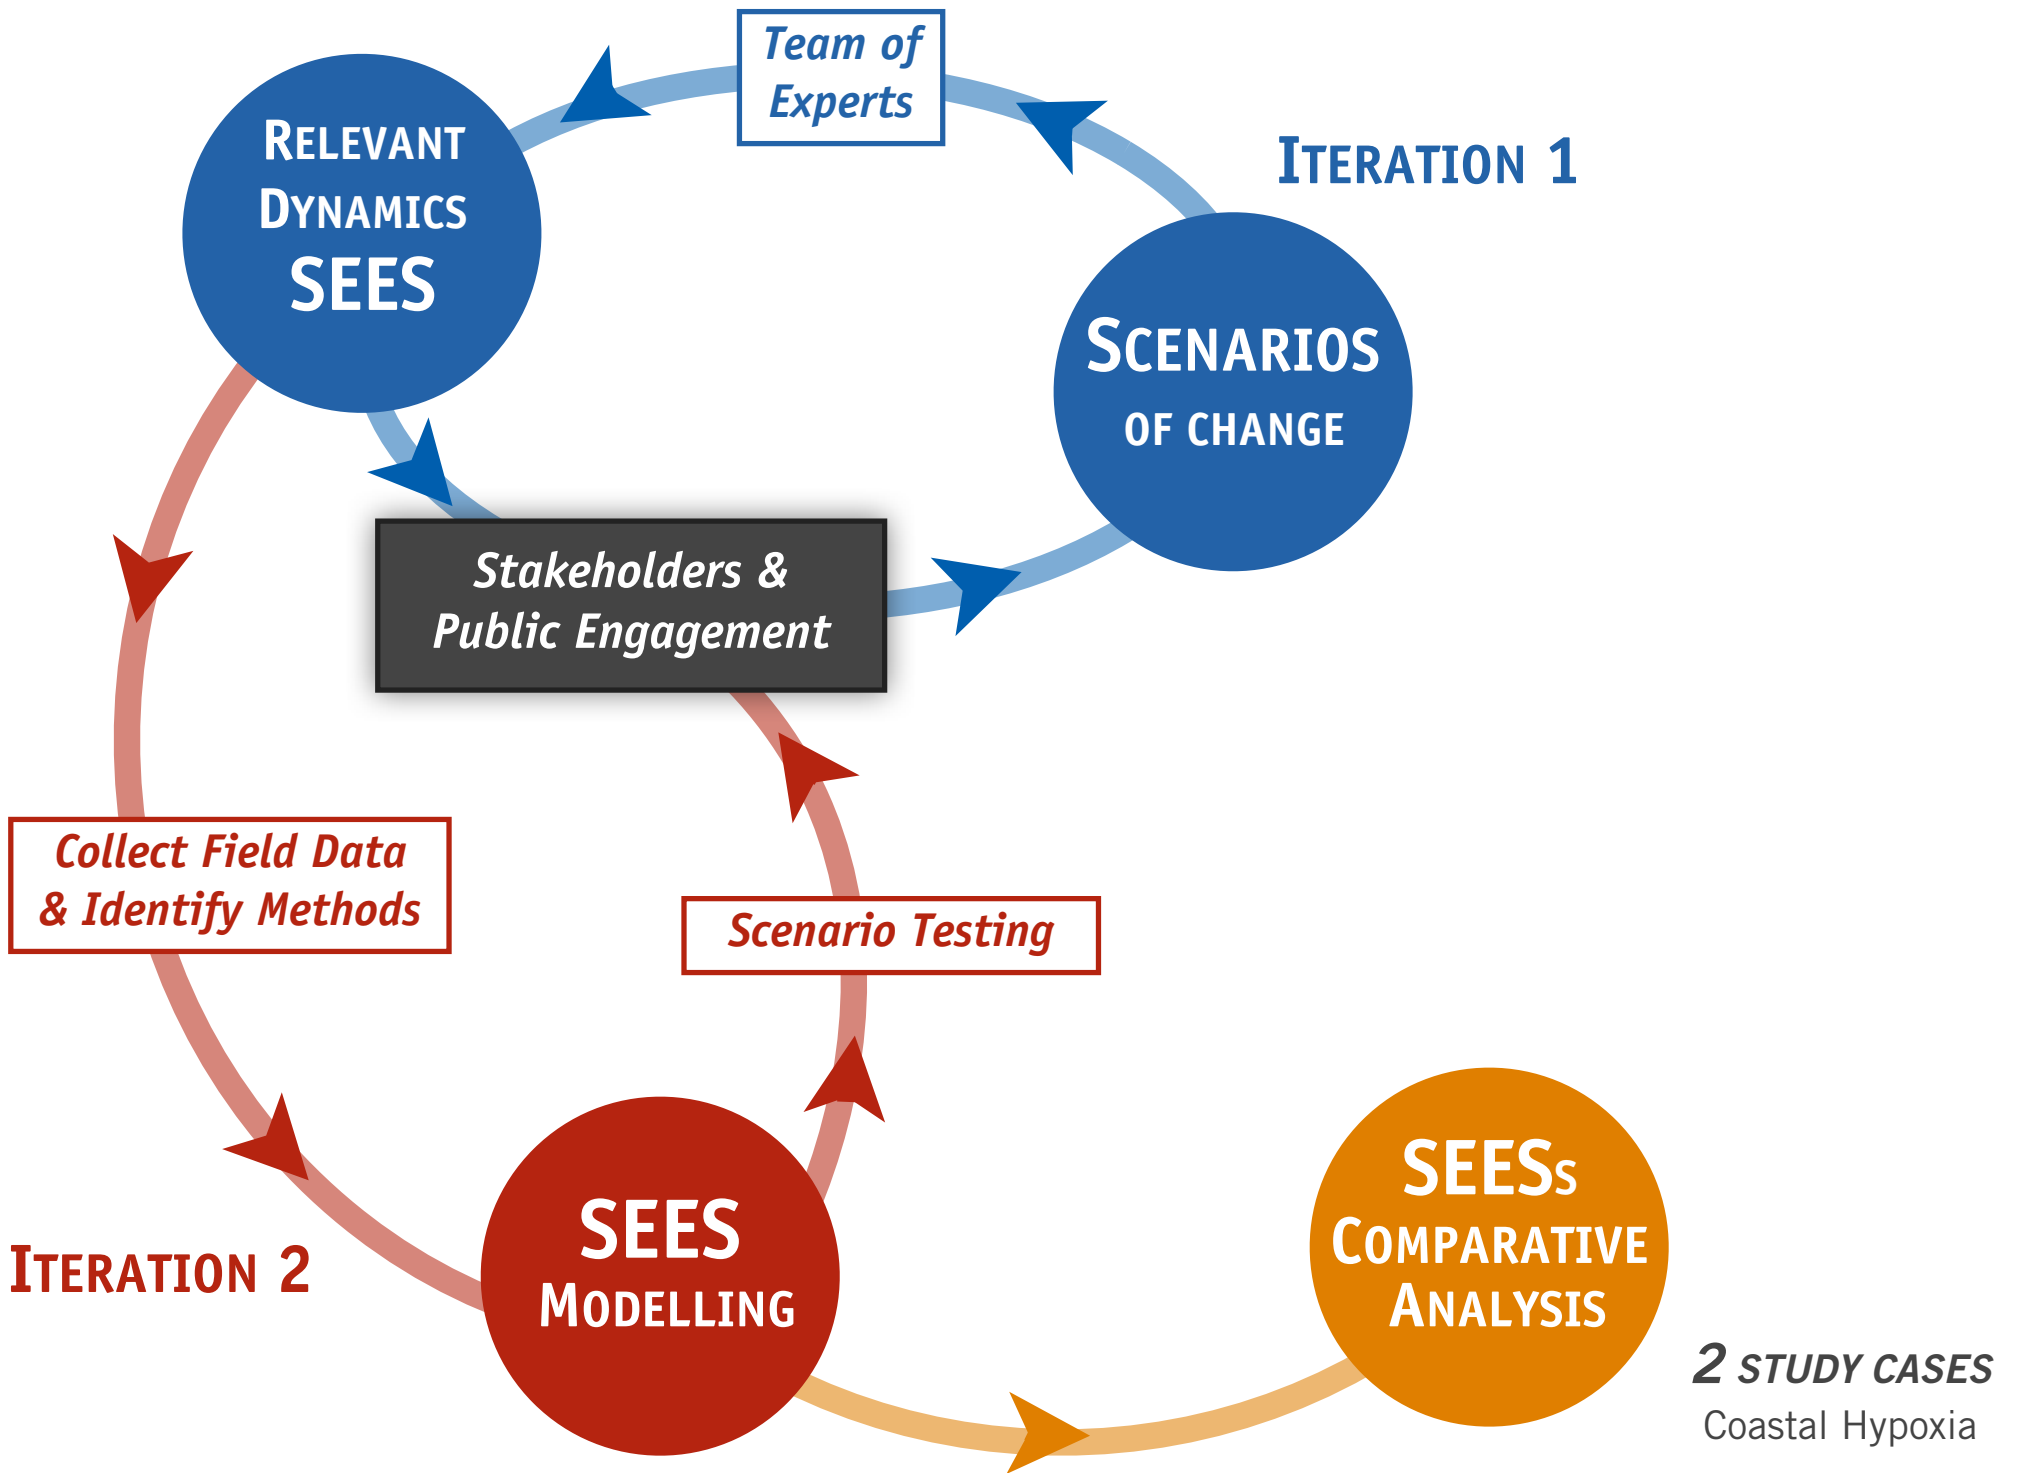 Team of
Experts
RELEVANT
DYNAMICS
SEES
ITERATION 1
SCENARIOS
OF CHANGE
Stakeholders &
Public Engagement
Collect Field Data
& Identify Methods
Scenario Testing
ITERATION 2
SEES
MODELLING
SEESs
COMPARATIVE
ANALYSIS
2 STUDY CASES
Coastal Hypoxia